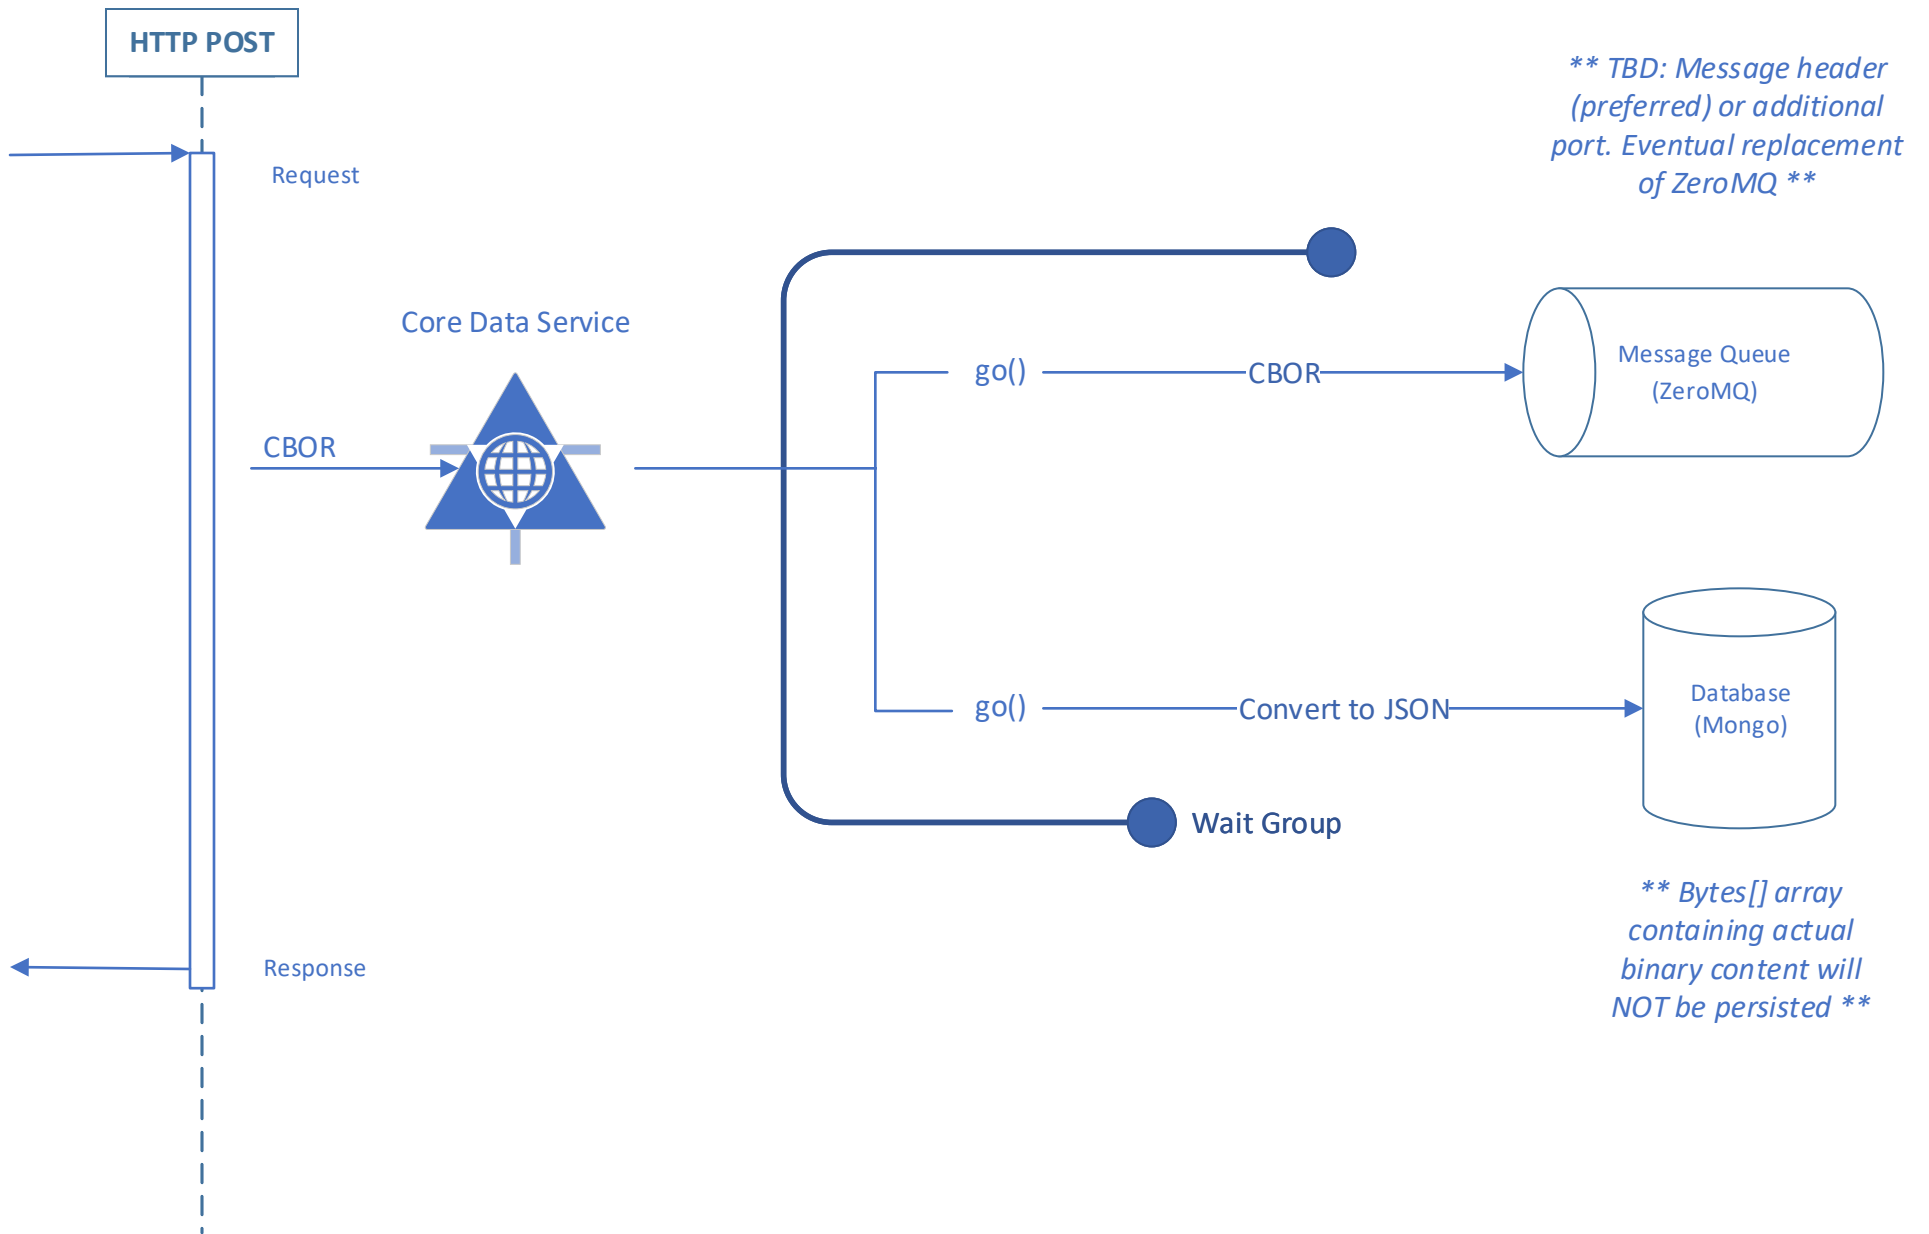 HTTP POST
** TBD: Message header
(preferred) or additional
port. Eventual replacement
of ZeroMQ **
Request
Core Data Service
CBOR
go()
CBOR
Message Queue
(ZeroMQ)
go()
Convert to JSON
Database
(Mongo)
Wait Group
** Bytes[] array
containing actual
binary content will
NOT be persisted **
Response